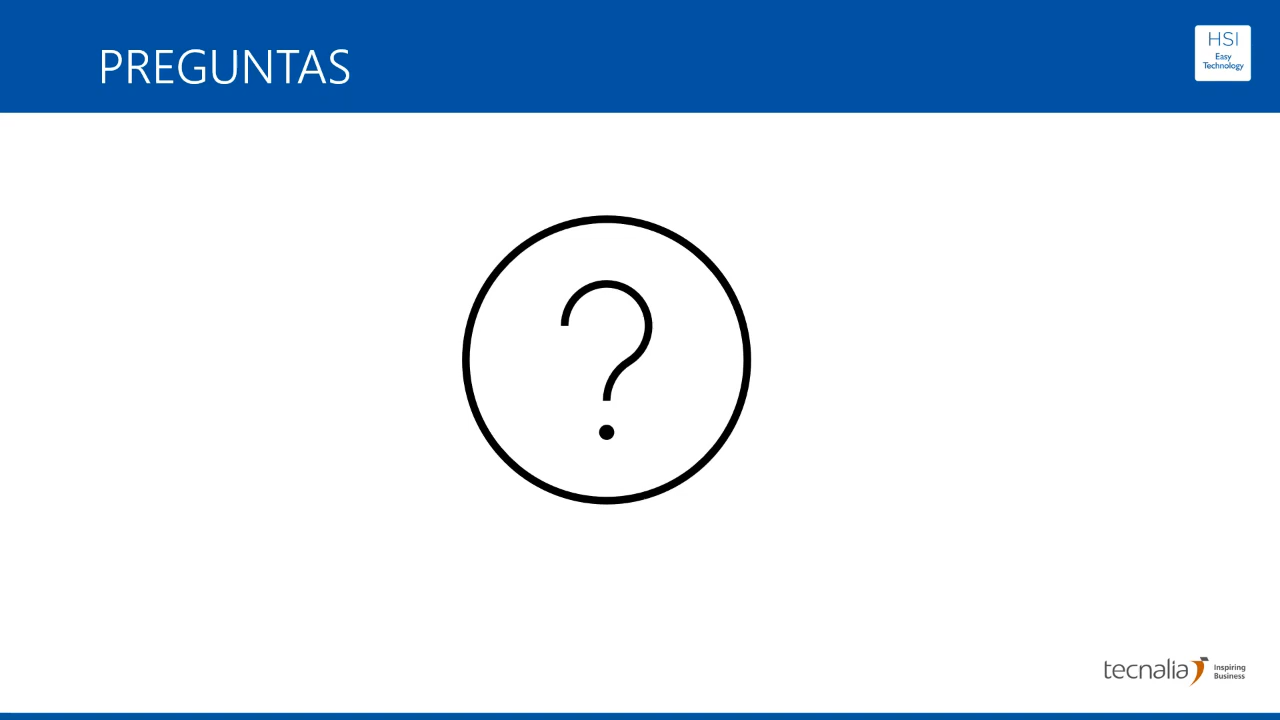 PREGUNTAS
HSI
Easy
Technology
?
tecnalia
Inspiring
Business